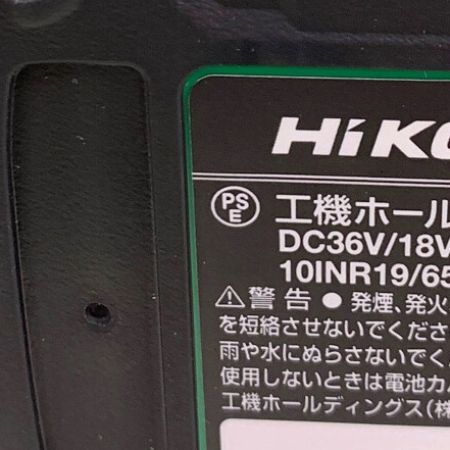 HiKO
PSE 工機ホール
DC36V/18V
10INR19/65
⚠警告 ● 発煙、発火
を短絡させないでくださ
雨や水にぬらさないでく
使用しないときは電池カ
工機ホールディングス(株